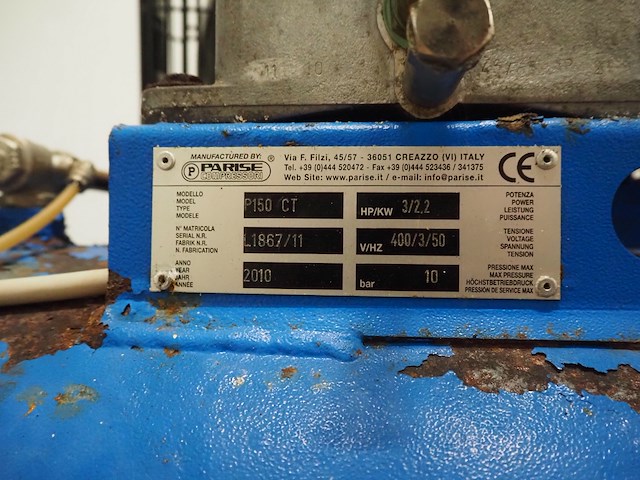 MANUFACTURED BY:
P PARISE ®
COMPRESSORI
Via F. Filzi, 45/57 - 36051 CREAZZO (VI) ITALY
Tel. +39 (0)444 520472 - Fax +39 (0)444 523436 / 341375
Web Site: www.parise.it / e-mail: info@parise.it
CE
MODELLO
MODEL
TYPE
MODELE
P150 CT
HP/KW 3/2,2
POTENZA
POWER
LEISTUNG
PUISSANCE
N° MATRICOLA
SERIAL N.R.
FABRIK N.R.
N. FABRICATION
L1867/11
V/HZ 400/3/50
TENSIONE
VOLTAGE
SPANNUNG
TENSION
ANNO
YEAR
JAHR
ANNÉE
2010
bar 10
PRESSIONE MAX
MAX PRESSURE
HÖCHSTBETRIEBDRUCK
PRESSION DE SERVICE MAX